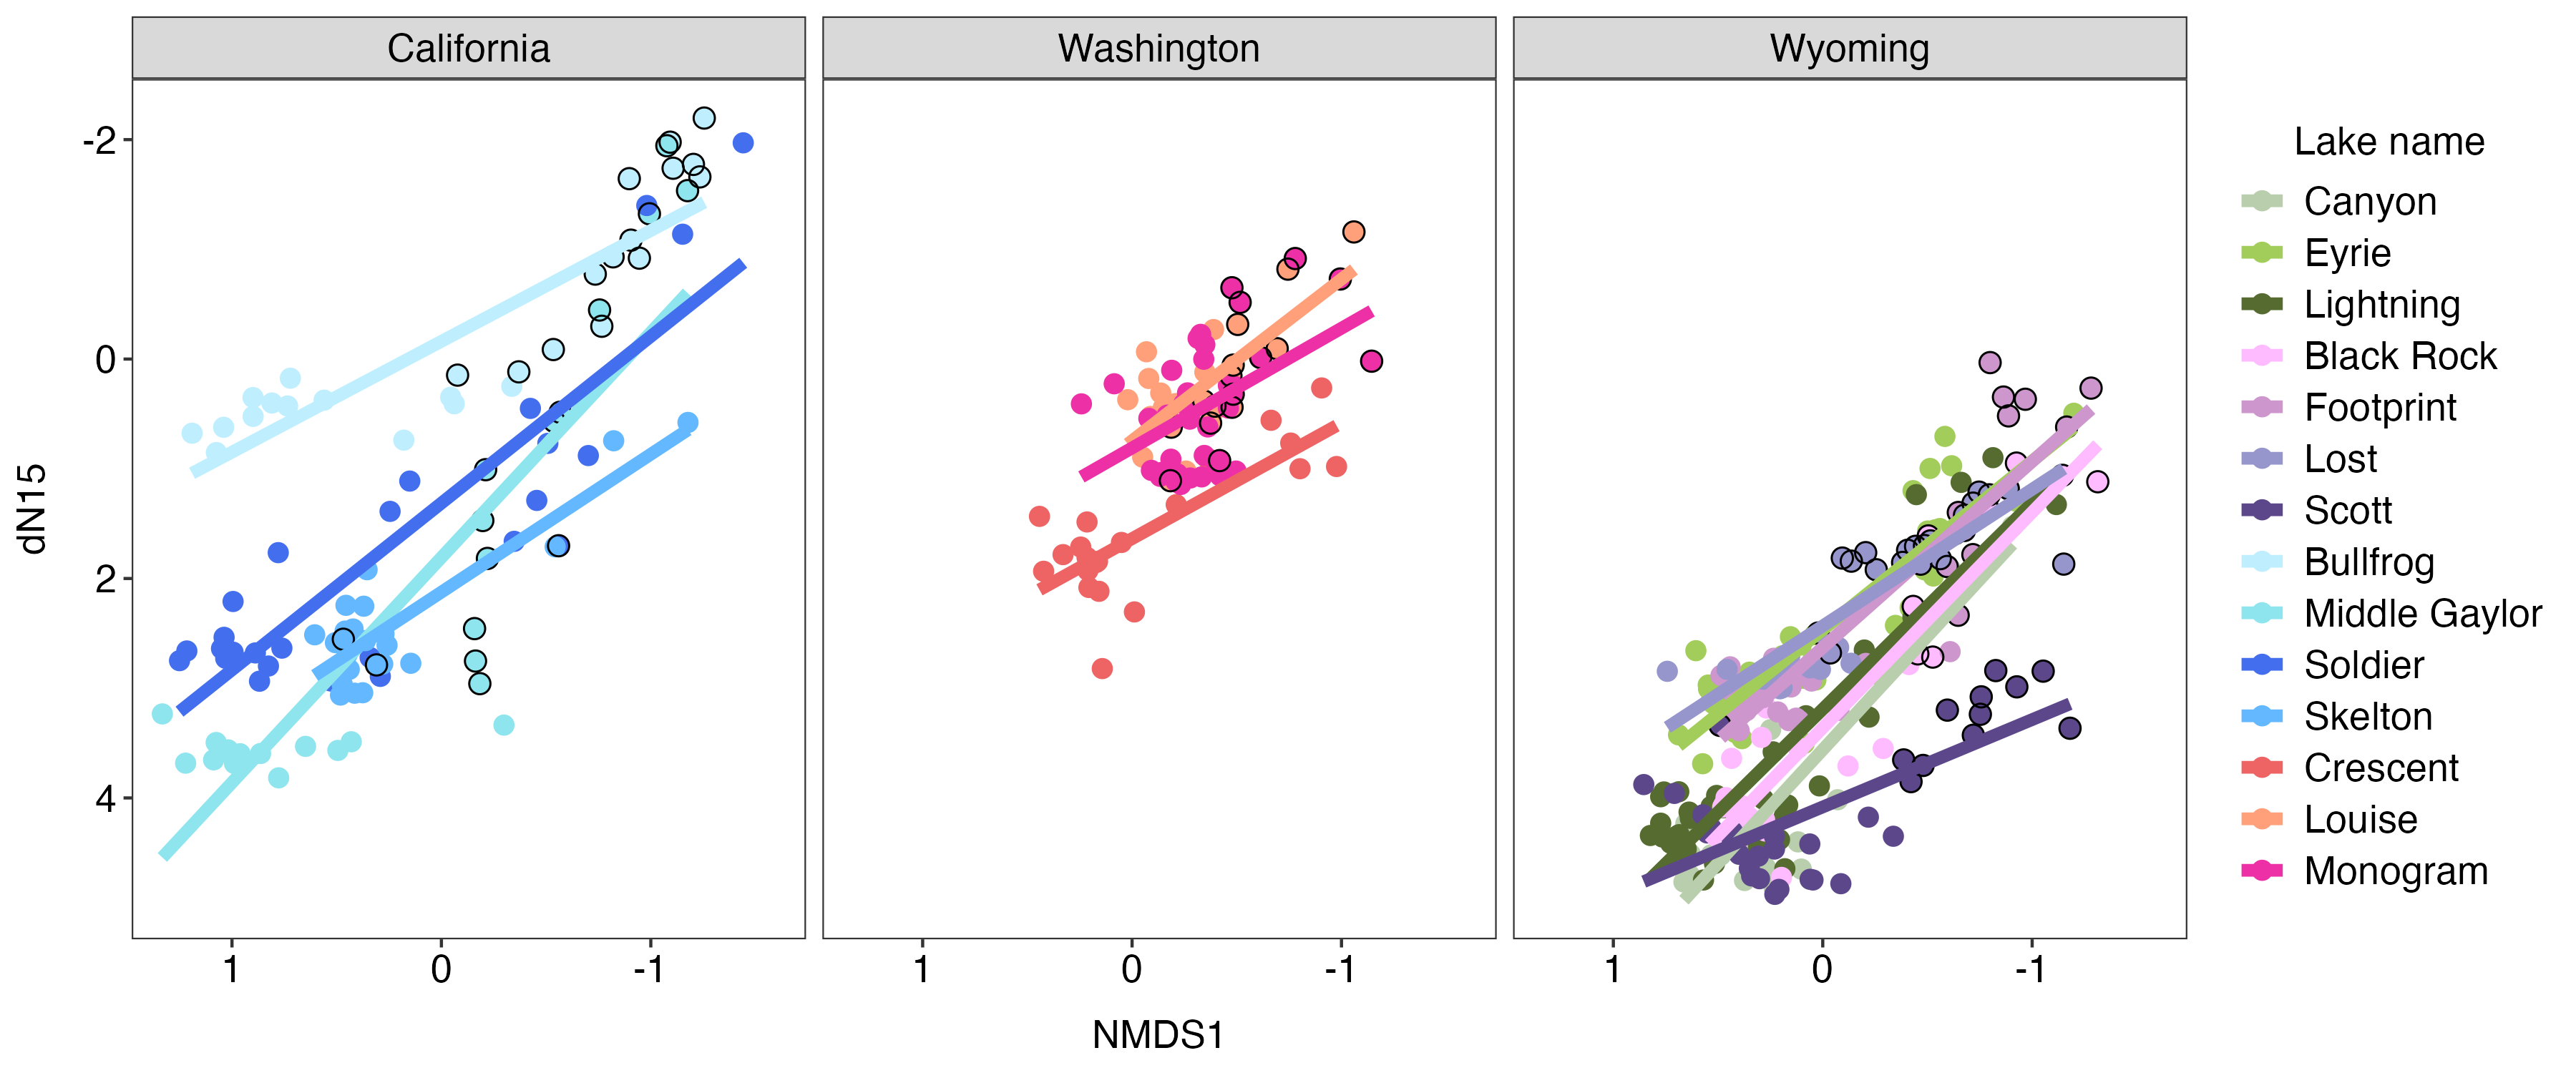 California
Washington
Wyoming
-2
0
2
4
dN15
1
0
-1
1
0
-1
1
0
-1
NMDS1
Lake name
Canyon
Eyrie
Lightning
Black Rock
Footprint
Lost
Scott
Bullfrog
Middle Gaylor
Soldier
Skelton
Crescent
Louise
Monogram